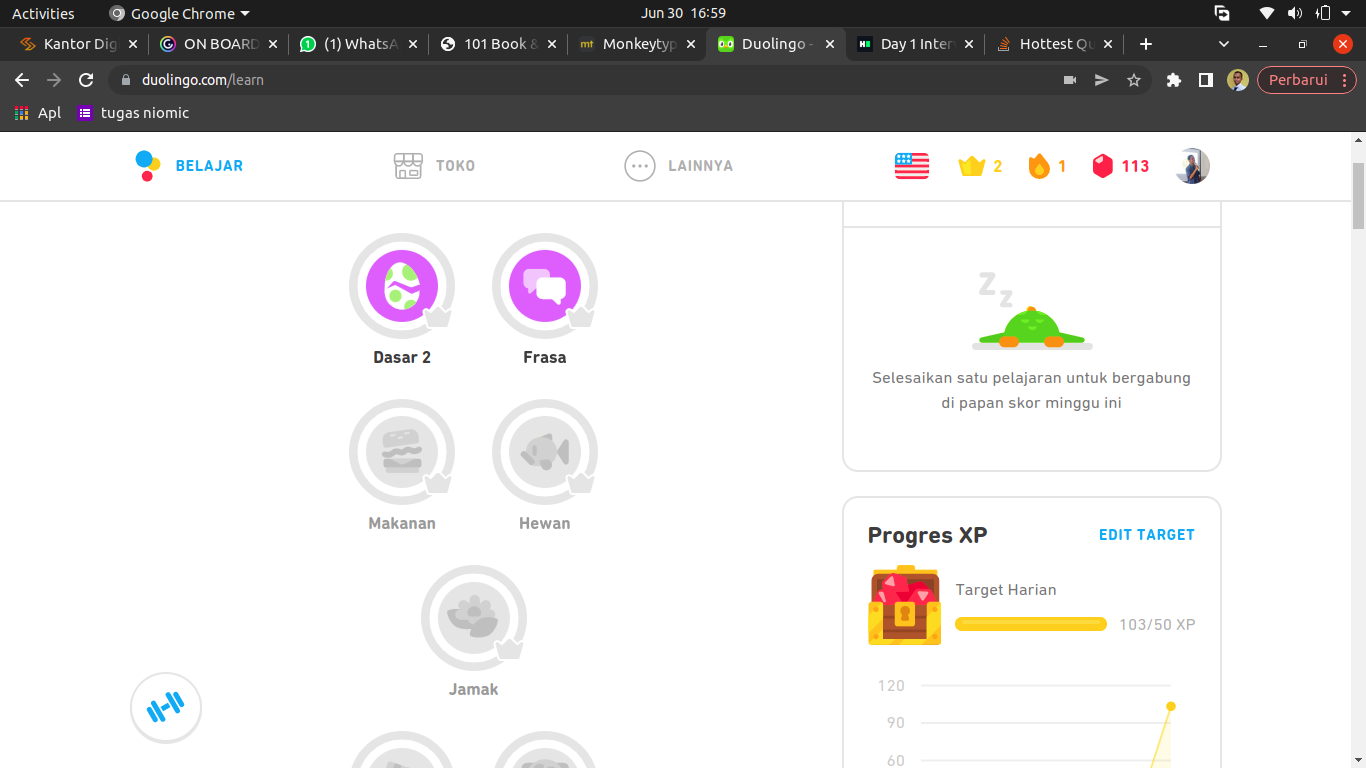 Activities
Google Chrome
Jun 30 16:59
Kantor Dig
ON BOARD
(1) WhatsA
101 Book &
Monkeytyp
Duolingo -
Day 1 Inter
Hottest Qu
duolingo.com/learn
Perbarui
Apl
tugas niomic
BELAJAR
TOKO
LAINNYA
2
1
113
Dasar 2
Frasa
Z z
Selesaikan satu pelajaran untuk bergabung
di papan skor minggu ini
Makanan
Hewan
Progres XP
EDIT TARGET
Target Harian
103/50 XP
Jamak
120
90
60